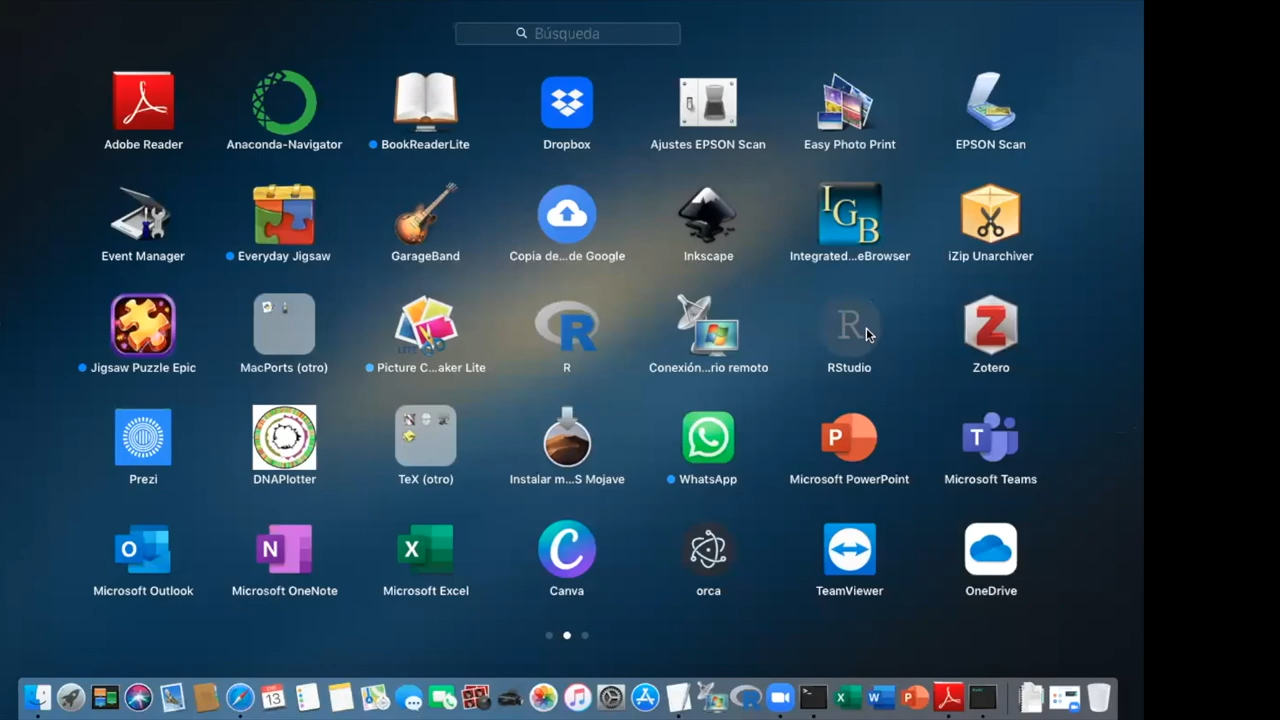 Búsqueda
Adobe Reader
Anaconda-Navigator
BookReaderLite
Dropbox
Ajustes EPSON Scan
Easy Photo Print
EPSON Scan
Event Manager
Everyday Jigsaw
GarageBand
Copia de...de Google
Inkscape
IGB
Integrated...eBrowser
iZip Unarchiver
Jigsaw Puzzle Epic
MacPorts (otro)
LITE
Picture C...aker Lite
R
R
Conexión...rio remoto
R
RStudio
Z
Zotero
Prezi
DNAPlotter
TeX (otro)
Instalar m...S Mojave
WhatsApp
P
Microsoft PowerPoint
T
Microsoft Teams
O
Microsoft Outlook
N
Microsoft OneNote
X
Microsoft Excel
C
Canva
orca
TeamViewer
OneDrive
13
X
W
P